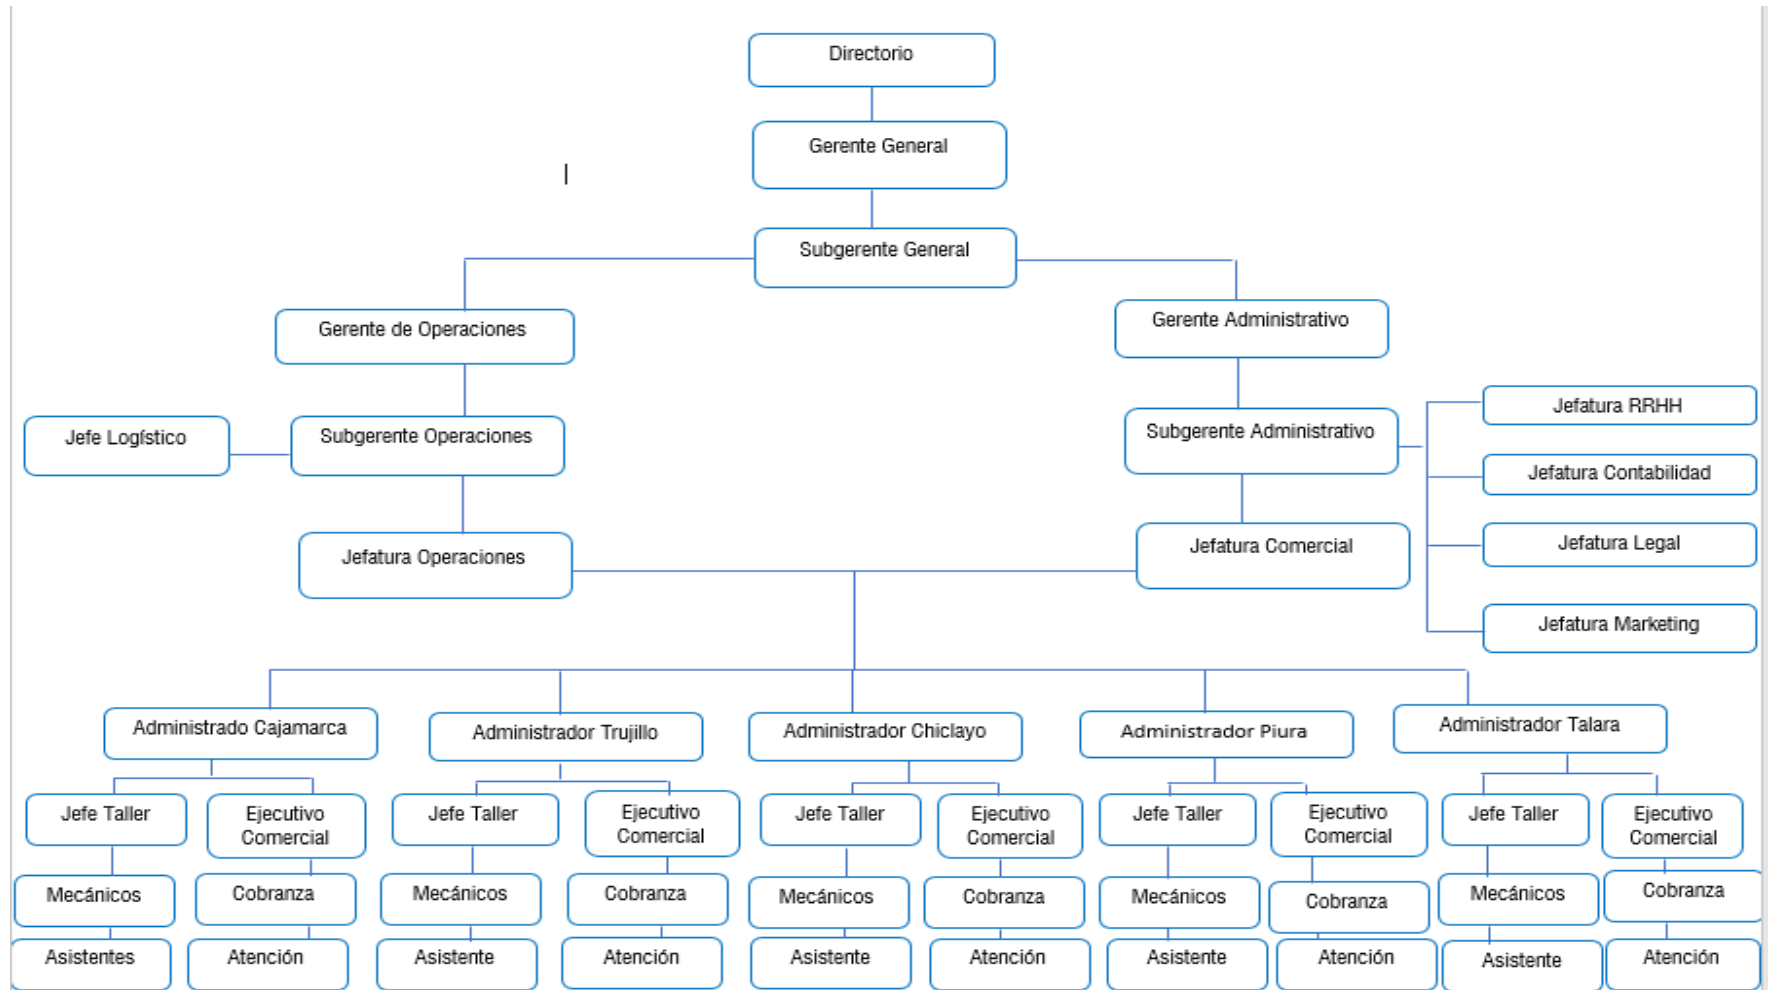 Directorio
Gerente General
Subgerente General
Gerente de Operaciones
Gerente Administrativo
Jefe Logístico
Subgerente Operaciones
Subgerente Administrativo
Jefatura RRHH
Jefatura Contabilidad
Jefatura Legal
Jefatura Marketing
Jefatura Operaciones
Jefatura Comercial
Administrado Cajamarca
Administrador Trujillo
Administrador Chiclayo
Administrador Piura
Administrador Talara
Jefe Taller
Ejecutivo
Comercial
Jefe Taller
Ejecutivo
Comercial
Jefe Taller
Ejecutivo
Comercial
Jefe Taller
Ejecutivo
Comercial
Jefe Taller
Ejecutivo
Comercial
Mecánicos
Cobranza
Mecánicos
Cobranza
Mecánicos
Cobranza
Mecánicos
Cobranza
Mecánicos
Cobranza
Asistentes
Atención
Asistente
Atención
Asistente
Atención
Asistente
Atención
Asistente
Atención